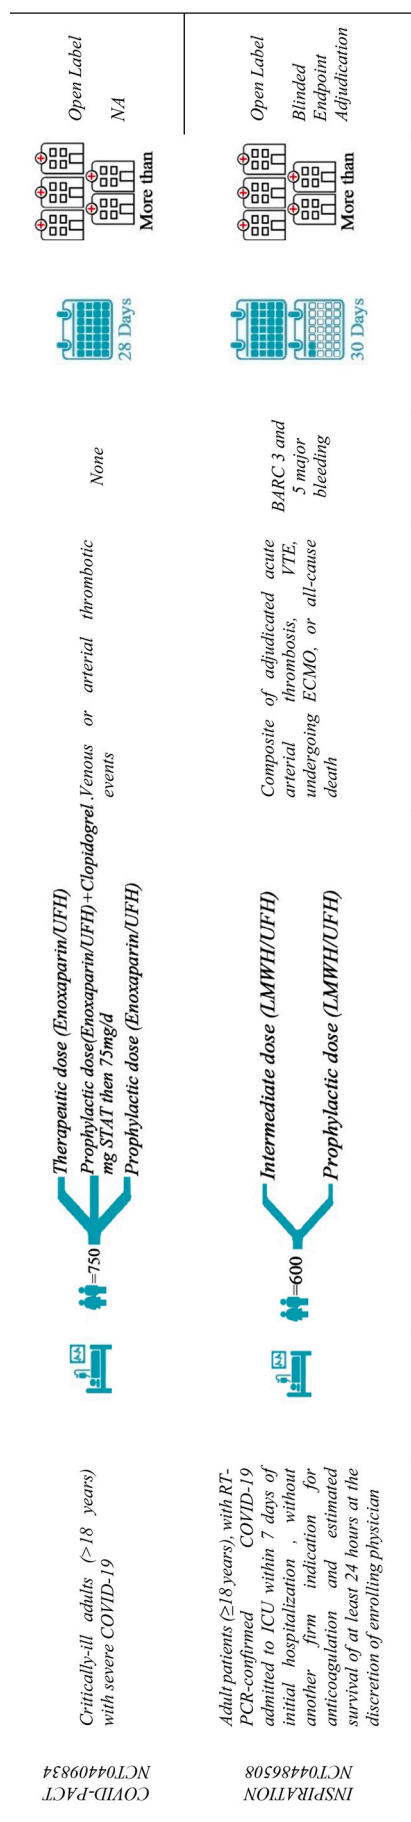 COVID-PACT
NCT04409834
Critically-ill adults (>18 years)
with severe COVID-19
=750
Therapeutic dose (Enoxaparin/UFH)
Prophylactic dose(Enoxaparin/UFH)+Clopidogrel .
mg STAT then 75mg/d
Prophylactic dose (Enoxaparin/UFH)
Venous or arterial thrombotic
events
None
28 Days
More than
Open Label
NA
INSPIRATION
NCT04486508
Adult patients (≥18 years), with RT-
PCR-confirmed COVID-19
admitted to ICU within 7 days of
initial hospitalization , without
another firm indication for
anticoagulation and estimated
survival of at least 24 hours at the
discretion of enrolling physician
=600
Intermediate dose (LMWH/UFH)
Prophylactic dose (LMWH/UFH)
Composite of adjudicated acute
arterial thrombosis, VTE,
undergoing ECMO, or all-cause
death
BARC 3 and
5 major
bleeding
30 Days
More than
Open Label
Blinded
Endpoint
Adjudication